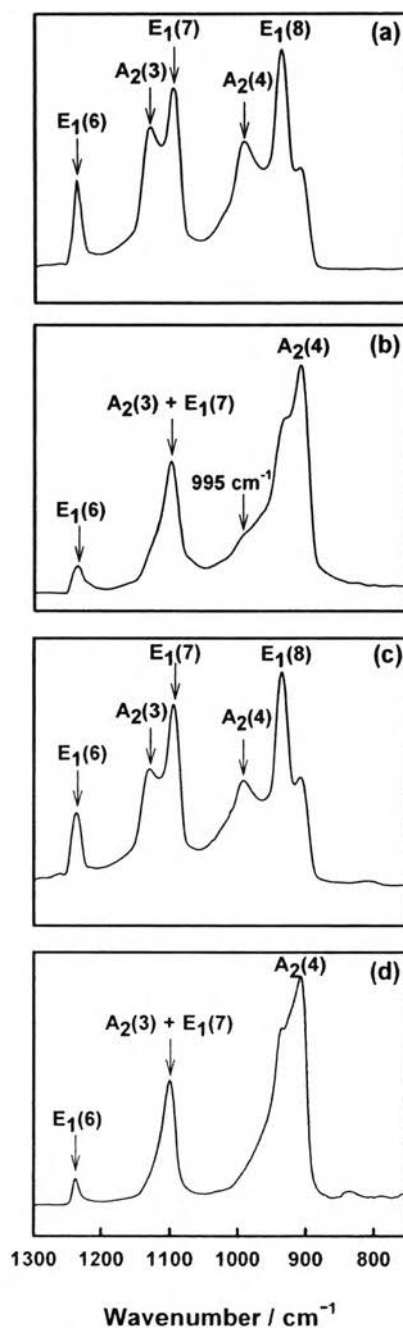 E₁(7) E₁(8) (a)
A₂(3) A₂(4)
E₁(6)
A₂(4) (b)
A₂(3) + E₁(7)
995 cm⁻¹
E₁(6)
E₁(7) E₁(8) (c)
A₂(3) A₂(4)
E₁(6)
A₂(4) (d)
A₂(3) + E₁(7)
E₁(6)
1300 1200 1100 1000 900 800
Wavenumber / cm⁻¹